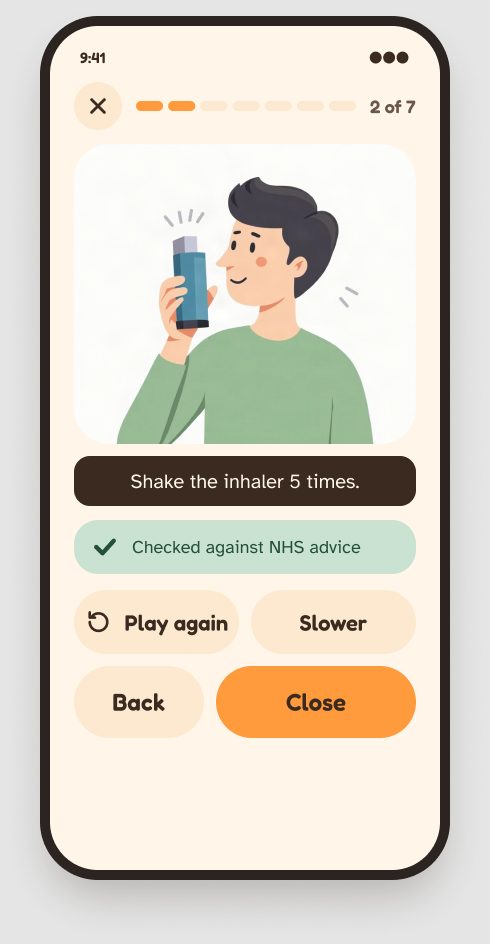 9:41
2 of 7
Shake the inhaler 5 times.
Checked against NHS advice
Play again
Slower
Back
Close